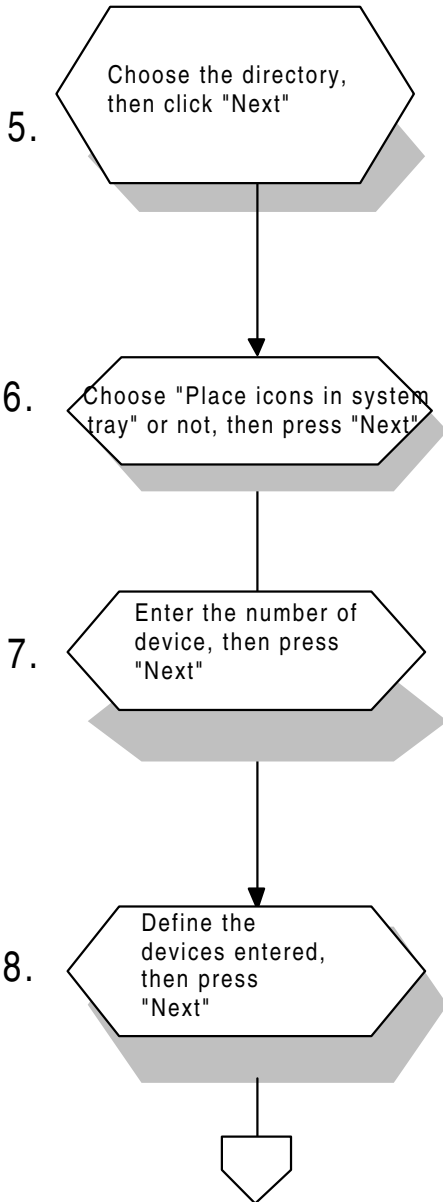 5.
Choose the directory,
then click "Next"
6.
Choose "Place icons in system
tray" or not, then press "Next"
7.
Enter the number of
device, then press
"Next"
8.
Define the
devices entered,
then press
"Next"